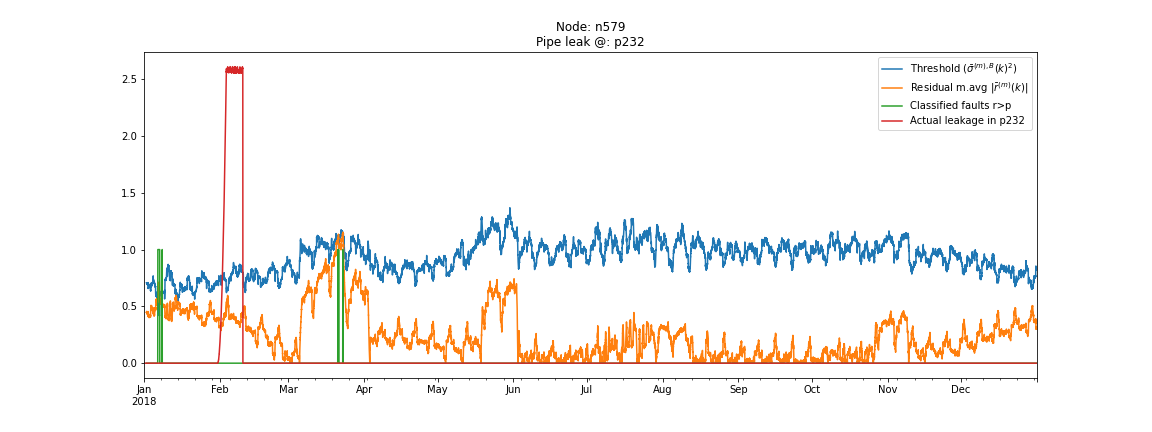 Node: n579
Pipe leak @: p232
Threshold (σ̄⁽ᵐ⁾,ᴮ(k)²)
Residual m.avg |r̄⁽ᵐ⁾(k)|
Classified faults r>p
Actual leakage in p232
2.5
2.0
1.5
1.0
0.5
0.0
Jan Feb Mar Apr May Jun Jul Aug Sep Oct Nov Dec
2018